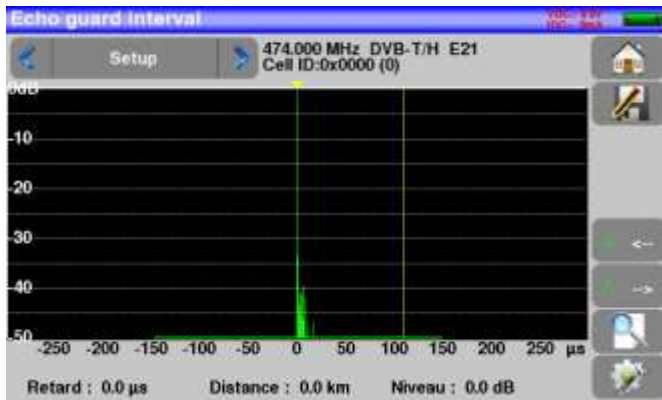 Echo guard interval
Setup
474.000 MHz DVB-T/H E21
Cell ID:0x0000 (0)
0dB
-10
-20
-30
-40
-50
-250 -200 -150 -100 -50 0 50 100 150 200 250 µs
<--
-->
Retard : 0.0 µs Distance : 0.0 km Niveau : 0.0 dB